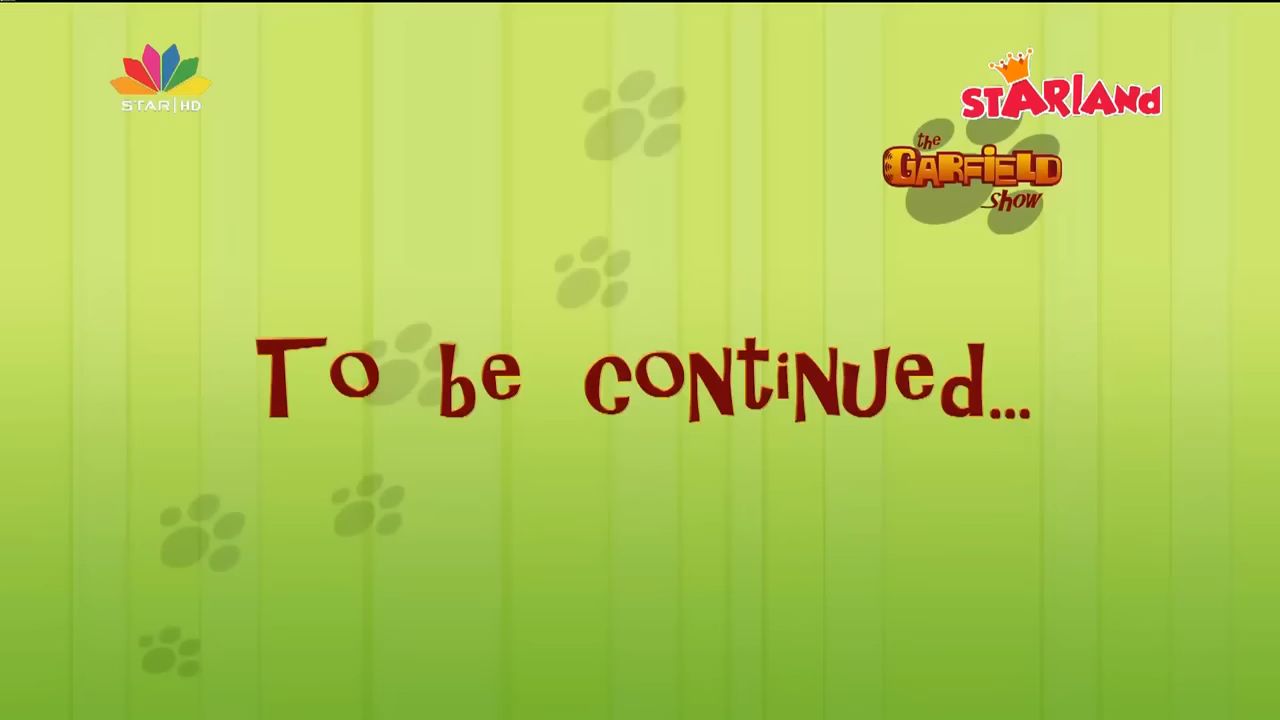 STAR|HD
STARLAND
the
GARFIELD
show
To be continued...